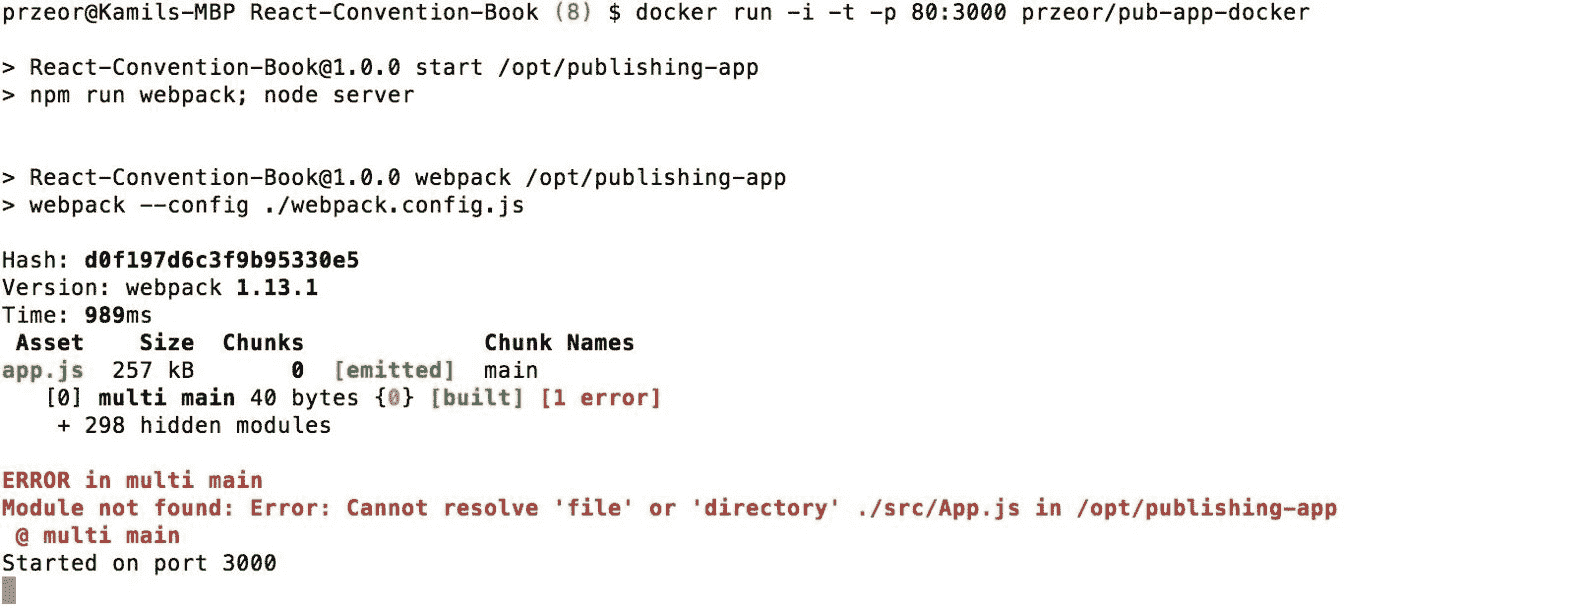 przeor@Kamils-MBP React-Convention-Book (8) $ docker run -i -t -p 80:3000 przeor/pub-app-docker
> React-Convention-Book@1.0.0 start /opt/publishing-app
> npm run webpack; node server
> React-Convention-Book@1.0.0 webpack /opt/publishing-app
> webpack --config ./webpack.config.js
Hash: d0f197d6c3f9b95330e5
Version: webpack 1.13.1
Time: 989ms
Asset Size Chunks Chunk Names
app.js 257 kB 0 [emitted] main
[0] multi main 40 bytes {0} [built] [1 error]
+ 298 hidden modules
ERROR in multi main
Module not found: Error: Cannot resolve 'file' or 'directory' ./src/App.js in /opt/publishing-app
@ multi main
Started on port 3000